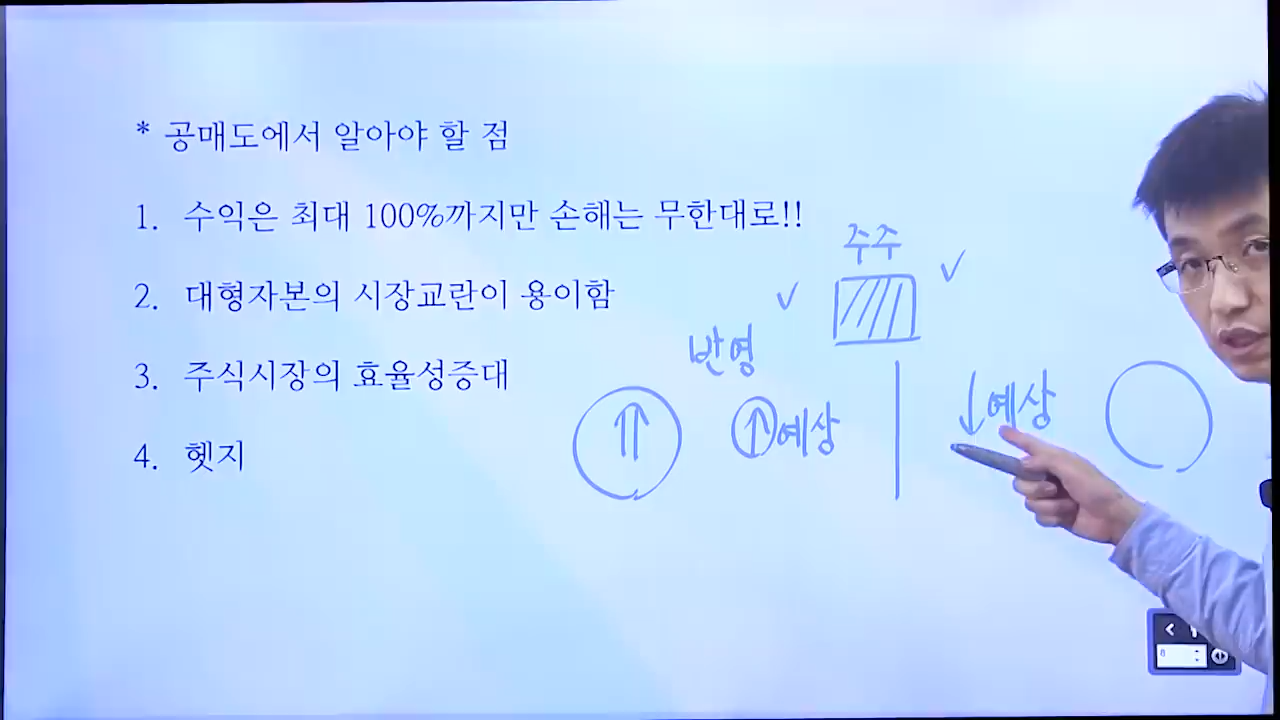 * 공매도에서 알아야 할 점
1. 수익은 최대 100%까지만 손해는 무한대로!!
주주
2. 대형자본의 시장교란이 용이함
반영
3. 주식시장의 효율성증대
↑예상
↓예상
4. 헷지
8